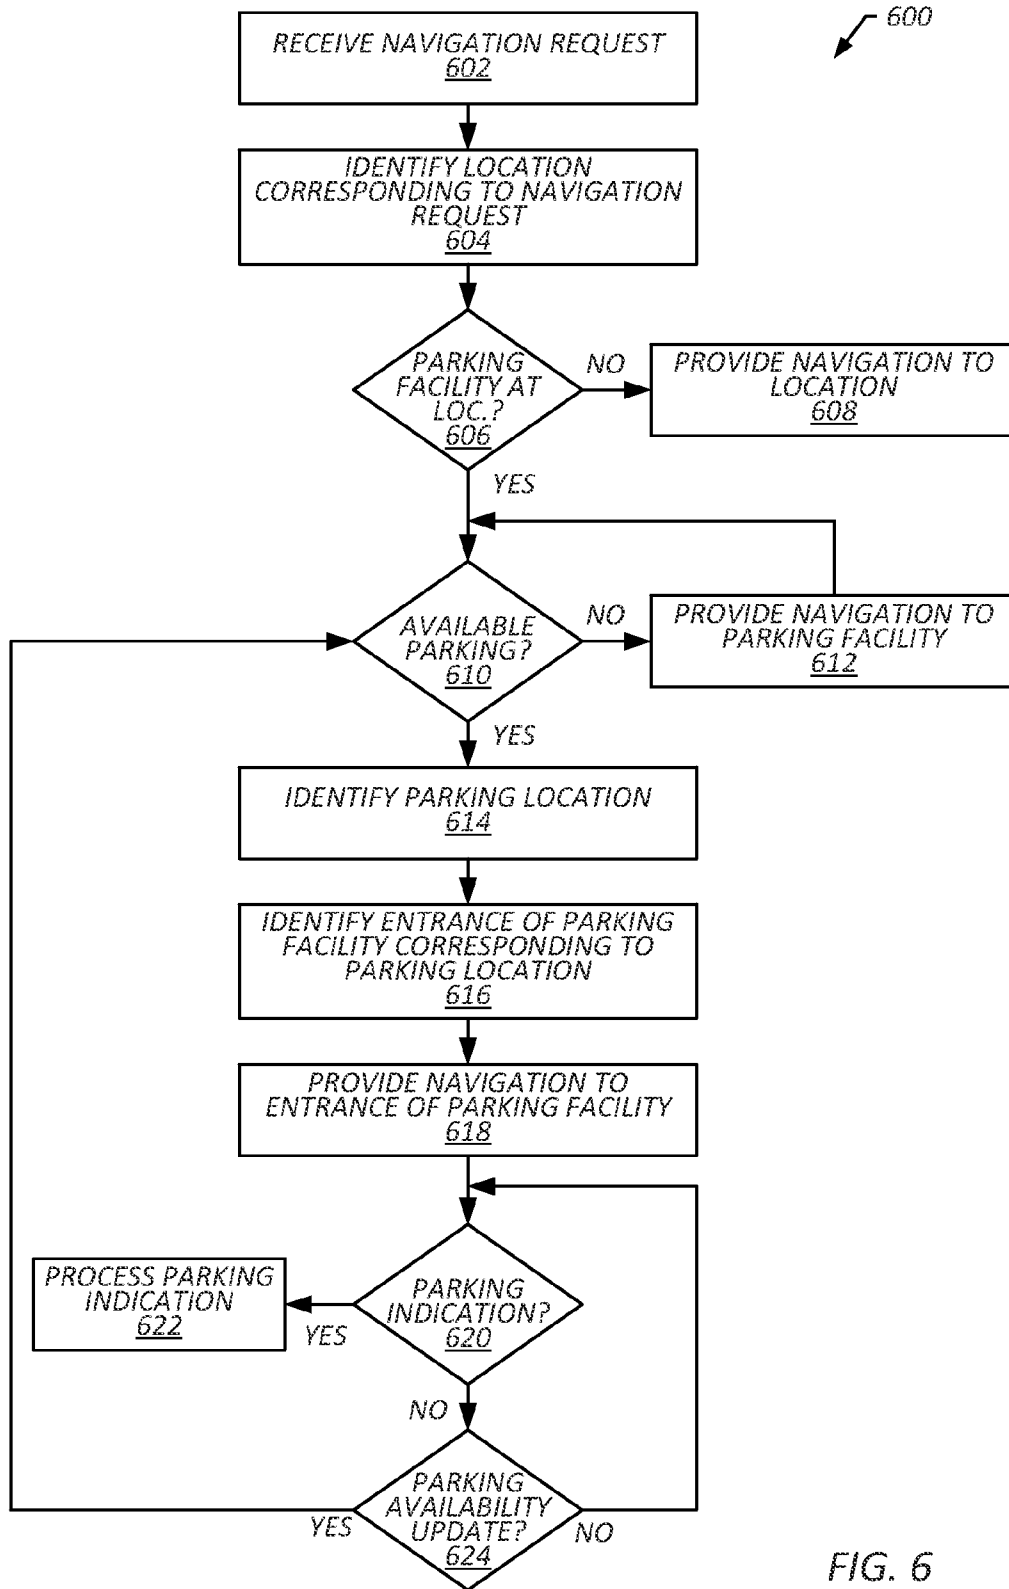 600
RECEIVE NAVIGATION REQUEST
602
IDENTIFY LOCATION
CORRESPONDING TO NAVIGATION
REQUEST
604
PARKING
FACILITY AT
LOC.?
606
NO
PROVIDE NAVIGATION TO
LOCATION
608
YES
AVAILABLE
PARKING?
610
NO
PROVIDE NAVIGATION TO
PARKING FACILITY
612
YES
IDENTIFY PARKING LOCATION
614
IDENTIFY ENTRANCE OF PARKING
FACILITY CORRESPONDING TO
PARKING LOCATION
616
PROVIDE NAVIGATION TO
ENTRANCE OF PARKING FACILITY
618
PARKING
INDICATION?
620
YES
PROCESS PARKING
INDICATION
622
NO
PARKING
AVAILABILITY
UPDATE?
624
YES
NO
FIG. 6